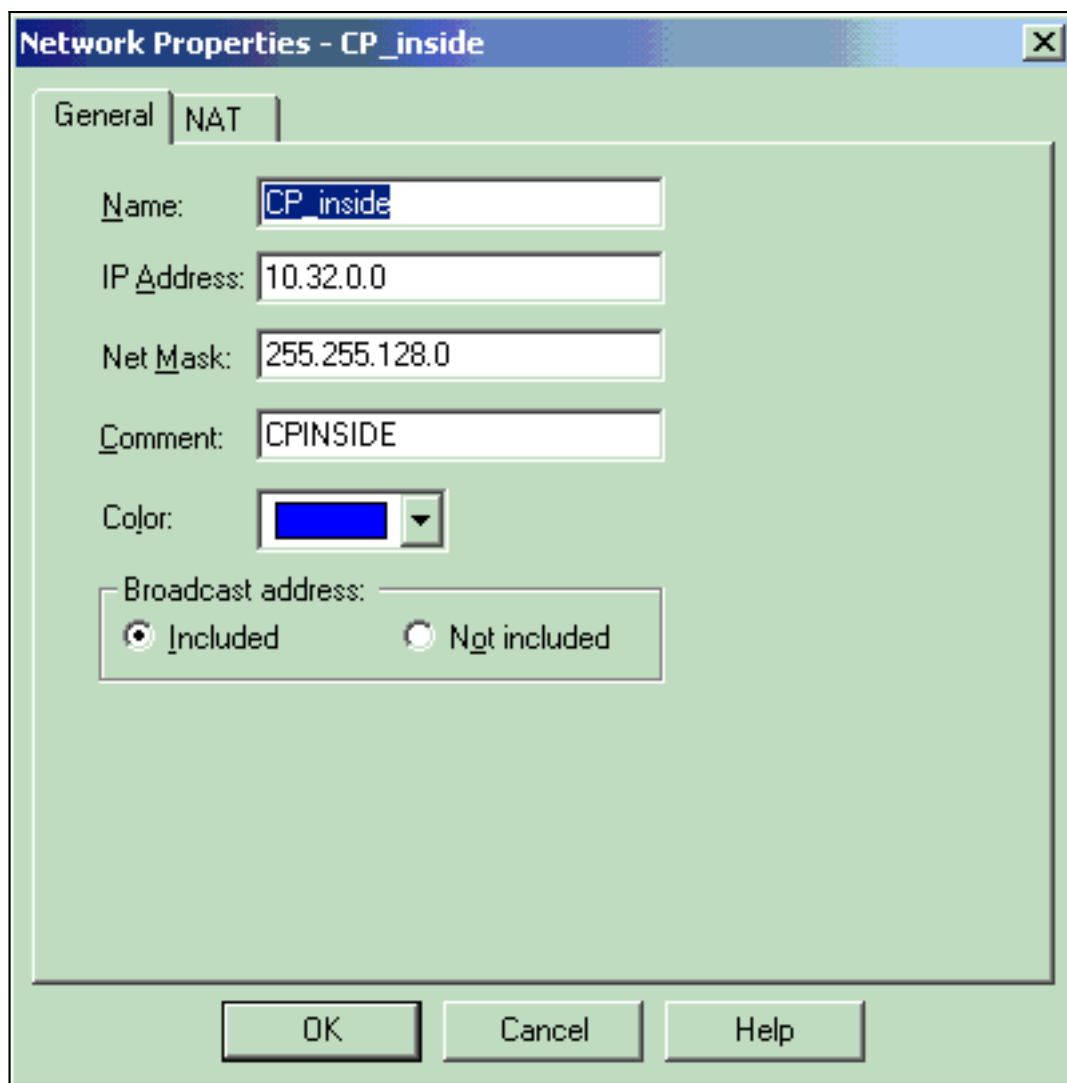 Network Properties - CP_inside
General NAT
Name: CP_inside
IP Address: 10.32.0.0
Net Mask: 255.255.128.0
Comment: CPINSIDE
Color:
Broadcast address:
Included Not included
OK Cancel Help